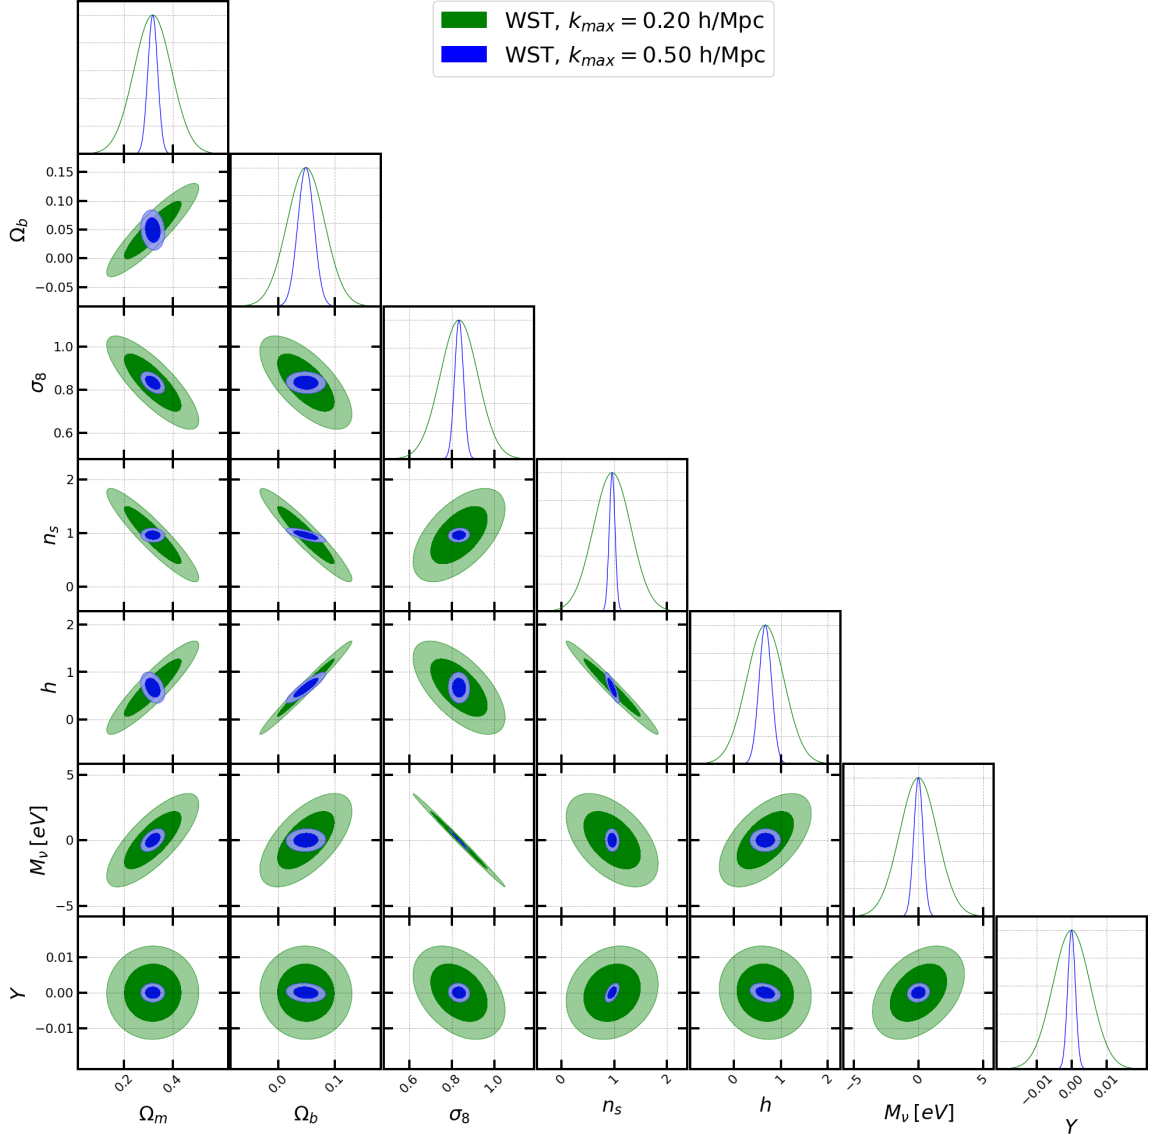 WST, k_max = 0.20 h/Mpc
WST, k_max = 0.50 h/Mpc
Ω_b
0.15
0.10
0.05
0.00
−0.05
σ_8
1.0
0.8
0.6
n_s
2
1
0
h
2
1
0
M_ν [eV]
5
0
−5
Y
0.01
0.00
−0.01
0.2
0.4
0.0
0.1
0.6
0.8
1.0
0
1
2
0
1
2
-5
0
5
-0.01
0.00
0.01
Ω_m
Ω_b
σ_8
n_s
h
M_ν [eV]
Y